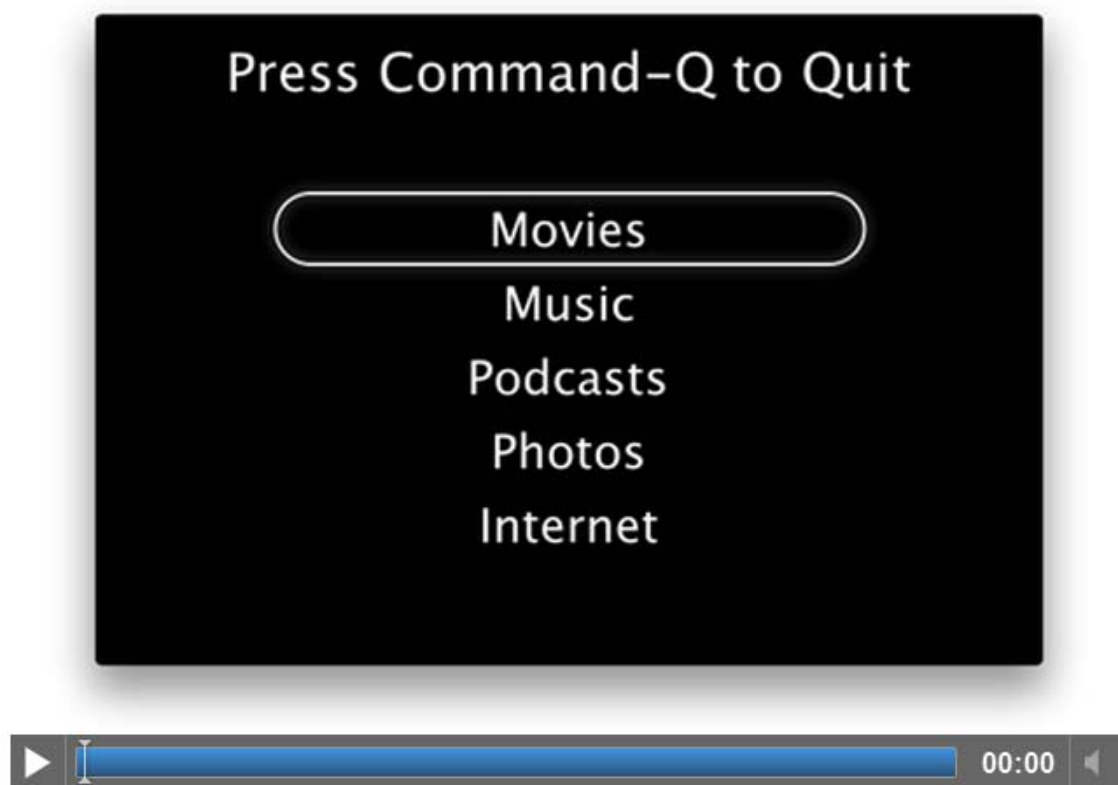 Press Command–Q to Quit
Movies
Music
Podcasts
Photos
Internet
00:00